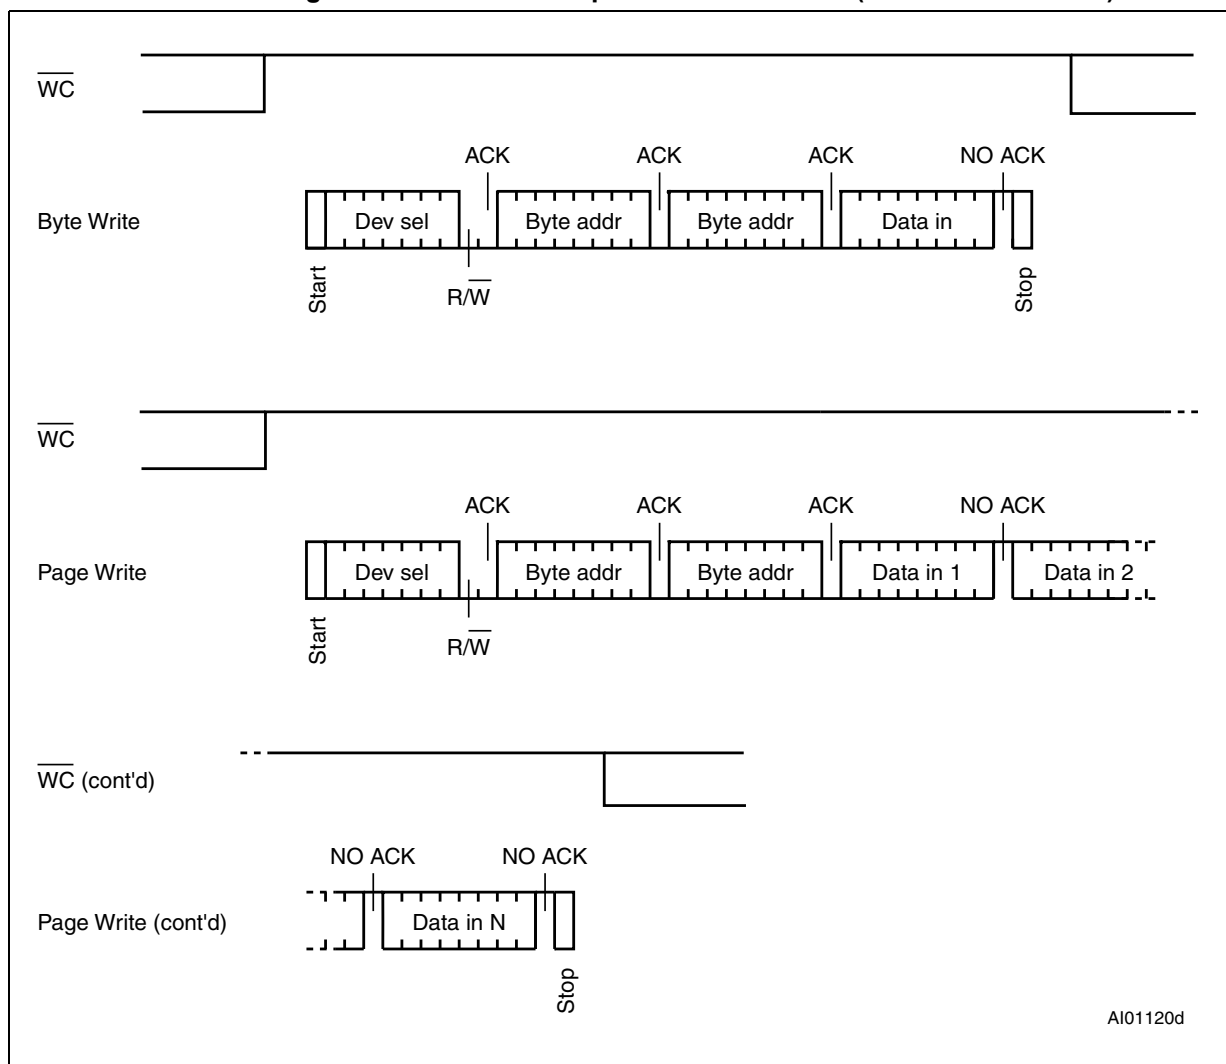 WC
ACK ACK ACK NO ACK
Byte Write
Dev sel Byte addr Byte addr Data in
Start R/W Stop
WC
ACK ACK ACK NO ACK
Page Write
Dev sel Byte addr Byte addr Data in 1 Data in 2
Start R/W
WC (cont'd)
NO ACK NO ACK
Page Write (cont'd)
Data in N
Stop
AI01120d